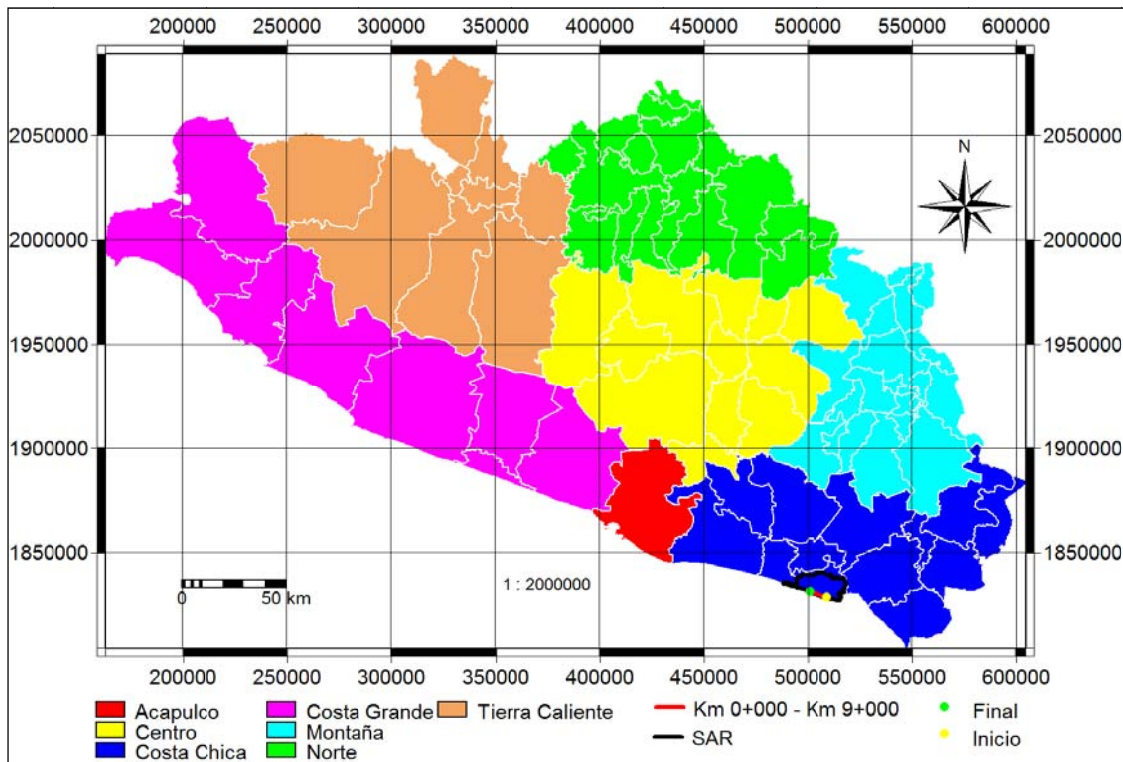 200000 250000 300000 350000 400000 450000 500000 550000 600000
N
2050000 2050000
2000000 2000000
1950000 1950000
1900000 1900000
1850000 1850000
1 : 2000000
0 50 km
200000 250000 300000 350000 400000 450000 500000 550000 600000
Acapulco Costa Grande Tierra Caliente Km 0+000 - Km 9+000 Final
Centro Montaña SAR Inicio
Costa Chica Norte